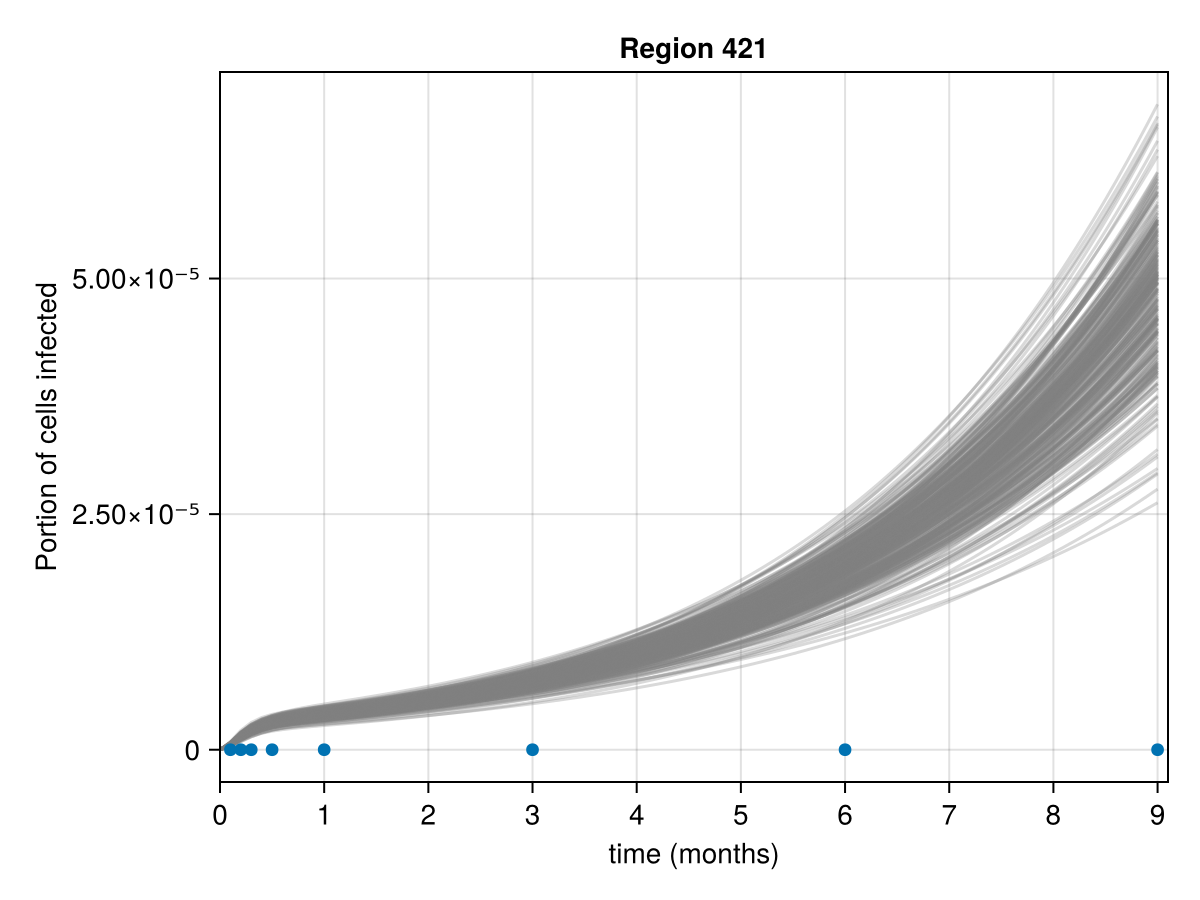 Region 421
Portion of cells infected
5.00×10⁻⁵
2.50×10⁻⁵
0
0 1 2 3 4 5 6 7 8 9
time (months)